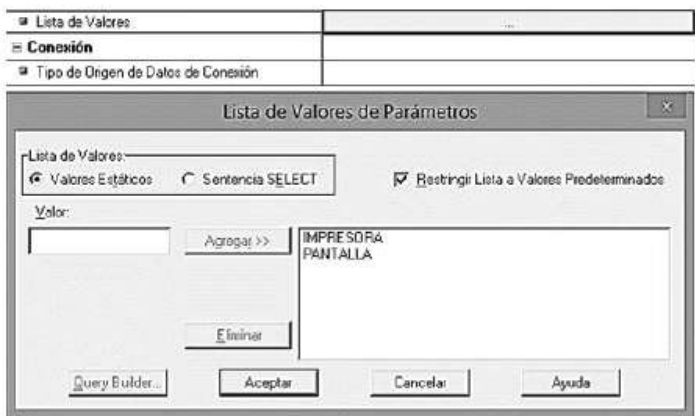 Lista de Valores ...
Conexión
Tipo de Origen de Datos de Conexión
Lista de Valores de Parámetros x
Lista de Valores:
Valores Estáticos Sentencia SELECT Restringir Lista a Valores Predeterminados
Valor:
Agregar >> IMPRESORA
PANTALLA
Eliminar
Query Builder... Aceptar Cancelar Ayuda